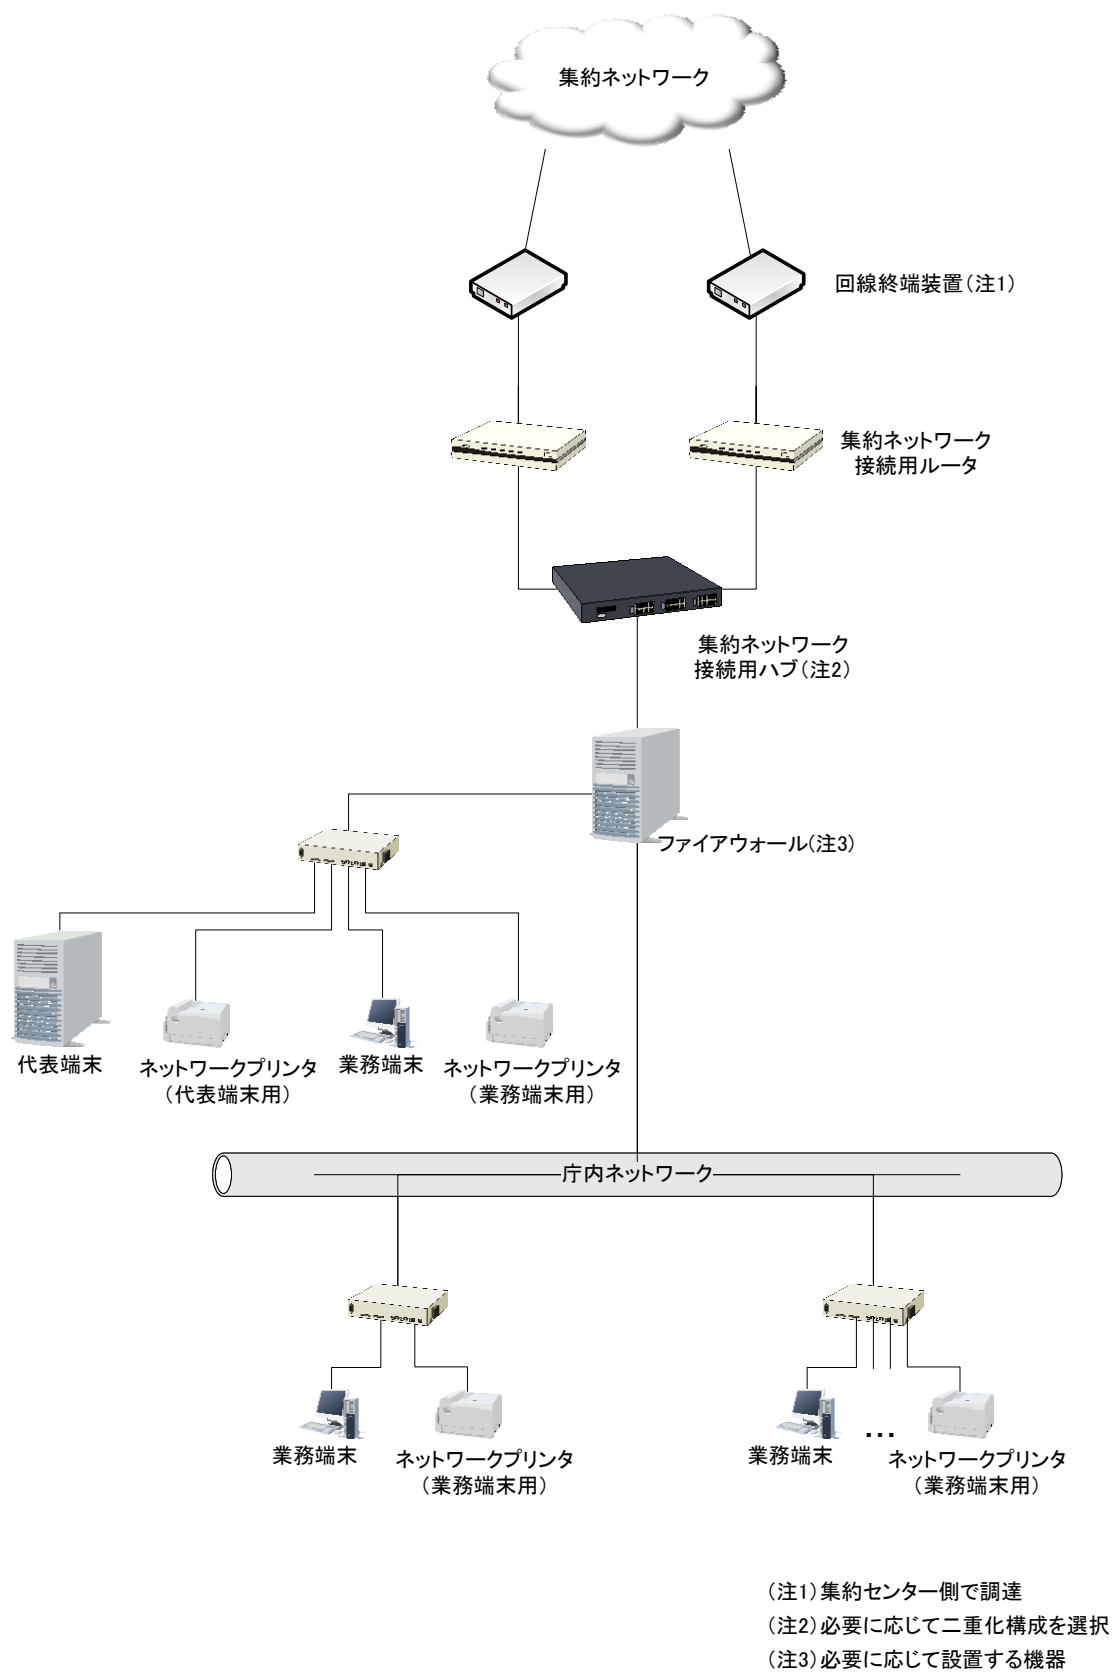 集約ネットワーク
回線終端装置（注1）
集約ネットワーク
接続用ルータ
集約ネットワーク
接続用ハブ（注2）
ファイアウォール(注3）
代表端末
ネットワークプリンタ
（代表端末用）
業務端末
ネットワークプリンタ
（業務端末用）
庁内ネットワーク
業務端末
ネットワークプリンタ
（業務端末用）
業務端末
…
ネットワークプリンタ
（業務端末用）
（注1）集約センター側で調達
（注2）必要に応じて二重化構成を選択
（注3）必要に応じて設置する機器